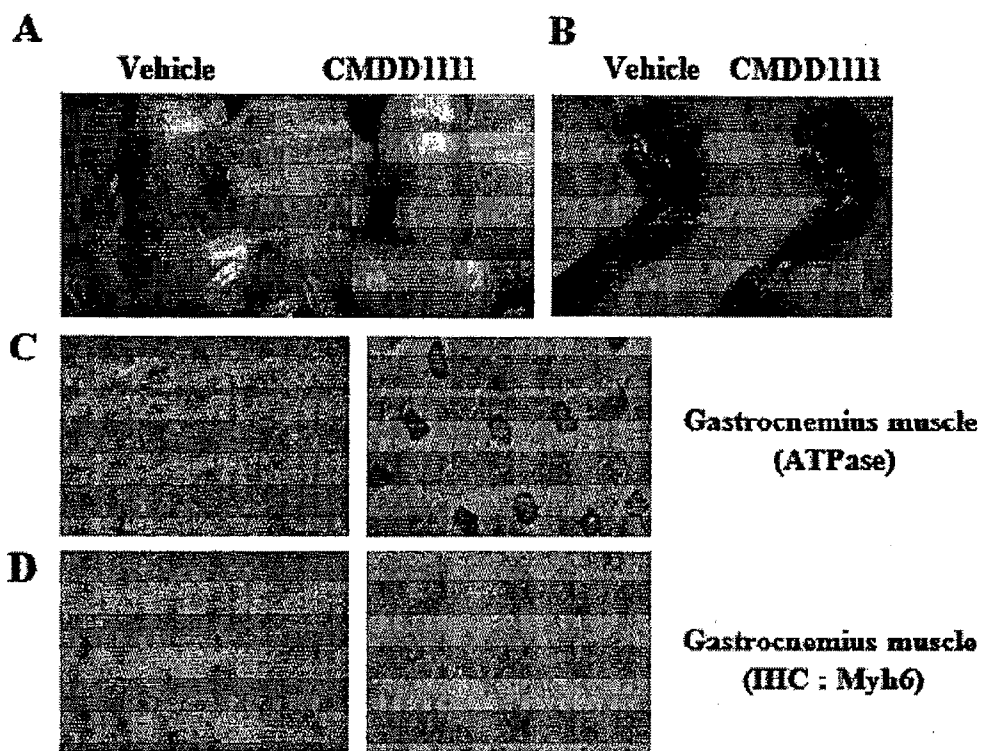 A
Vehicle CMDD1111
B
Vehicle CMDD1111
C
Gastrocnemius muscle
(ATPase)
D
Gastrocnemius muscle
(IHC : Myh6)